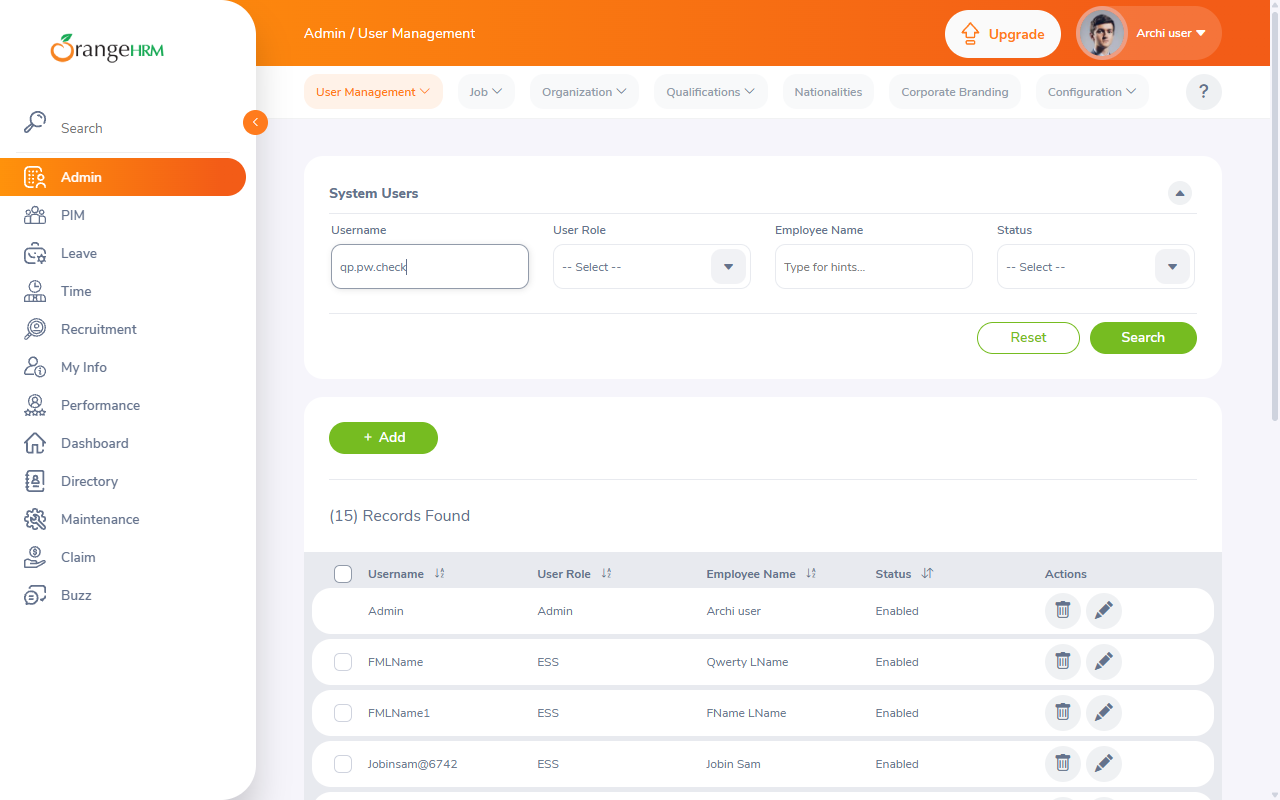 OrangeHRM
Search
Admin
PIM
Leave
Time
Recruitment
My Info
Performance
Dashboard
Directory
Maintenance
Claim
Buzz
Admin / User Management
Upgrade
Archi user
User Management
Job
Organization
Qualifications
Nationalities
Corporate Branding
Configuration
?
System Users
Username
User Role
Employee Name
Status
qp.pw.check
-- Select --
Type for hints...
-- Select --
Reset
Search
+ Add
(15) Records Found
Username User Role Employee Name Status Actions
Admin Admin Archi user Enabled
FMLName ESS Qwerty LName Enabled
FMLName1 ESS FName LName Enabled
Jobinsam@6742 ESS Jobin Sam Enabled